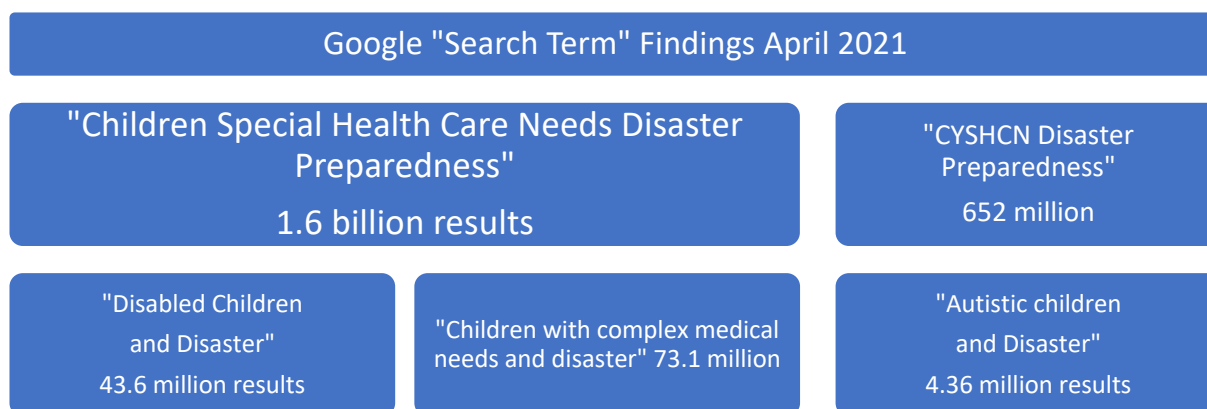 Google "Search Term" Findings April 2021
"Children Special Health Care Needs Disaster
Preparedness"
1.6 billion results
"CYSHCN Disaster
Preparedness"
652 million
"Disabled Children
and Disaster"
43.6 million results
"Children with complex medical
needs and disaster" 73.1 million
"Autistic children
and Disaster"
4.36 million results